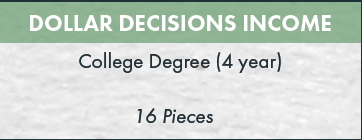 DOLLAR DECISIONS INCOME
College Degree (4 year)
16 Pieces